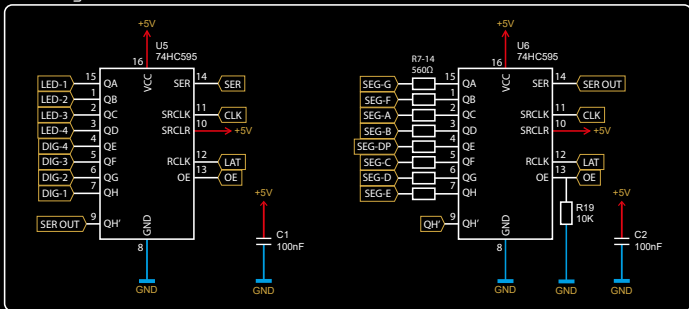 +5V
U5
74HC595
16
VCC
LED-1 15 QA SER 14 SER
LED-2 1 QB
LED-3 2 QC SRCLK 11 CLK
LED-4 3 QD SRCLR 10 +5V
DIG-4 4 QE
DIG-3 5 QF RCLK 12 LAT
DIG-2 6 QG OE 13 OE
DIG-1 7 QH
SER OUT 9 QH'
GND
8
GND
+5V
C1
100nF
GND
+5V
U6
74HC595
R7-14
560Ω
16
VCC
SEG-G 15 QA SER 14 SER OUT
SEG-F 1 QB
SEG-A 2 QC SRCLK 11 CLK
SEG-B 3 QD SRCLR 10 +5V
SEG-DP 4 QE
SEG-C 5 QF RCLK 12 LAT
SEG-D 6 QG OE 13 OE
SEG-E 7 QH
QH' 9 QH'
GND
8
GND
R19
10K
GND
+5V
C2
100nF
GND